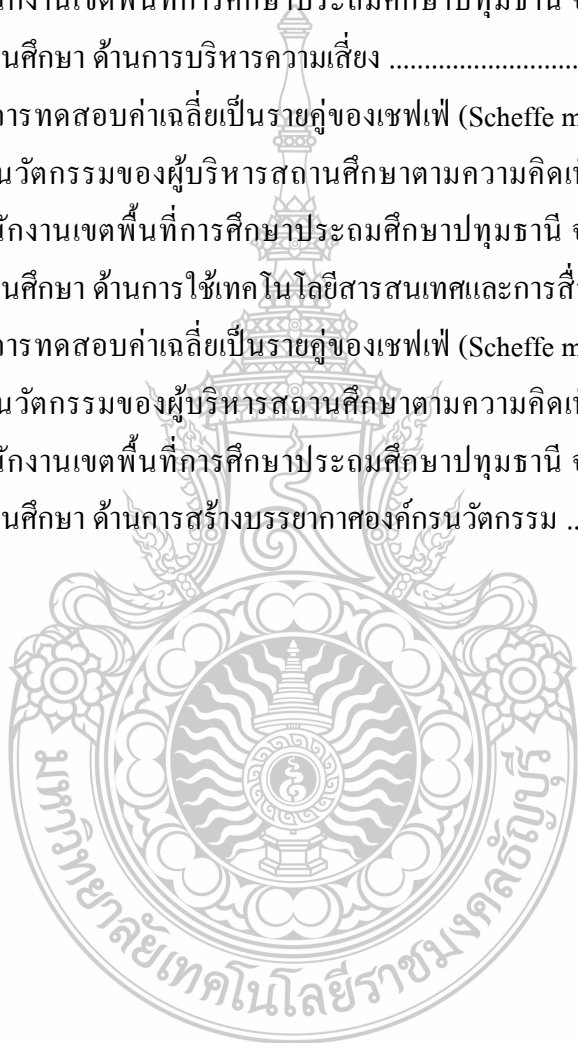 นักงานเขตพื้นที่การศึกษาประถมศึกษาปทุมธานี จ
นศึกษา ด้านการบริหารความเสี่ยง ............................
การทดสอบค่าเฉลี่ยเป็นรายคู่ของเชฟเฟ่ (Scheffe m
นวัตกรรมของผู้บริหารสถานศึกษาตามความคิดเห็
นักงานเขตพื้นที่การศึกษาประถมศึกษาปทุมธานี จ
นศึกษา ด้านการใช้เทคโนโลยีสารสนเทศและการสื่
การทดสอบค่าเฉลี่ยเป็นรายคู่ของเชฟเฟ่ (Scheffe m
นวัตกรรมของผู้บริหารสถานศึกษาตามความคิดเห็
นักงานเขตพื้นที่การศึกษาประถมศึกษาปทุมธานี จ
นศึกษา ด้านการสร้างบรรยากาศองค์กรนวัตกรรม ..
มหาวิทยาลัยเทคโนโลยีราชมงคลธัญบุรี